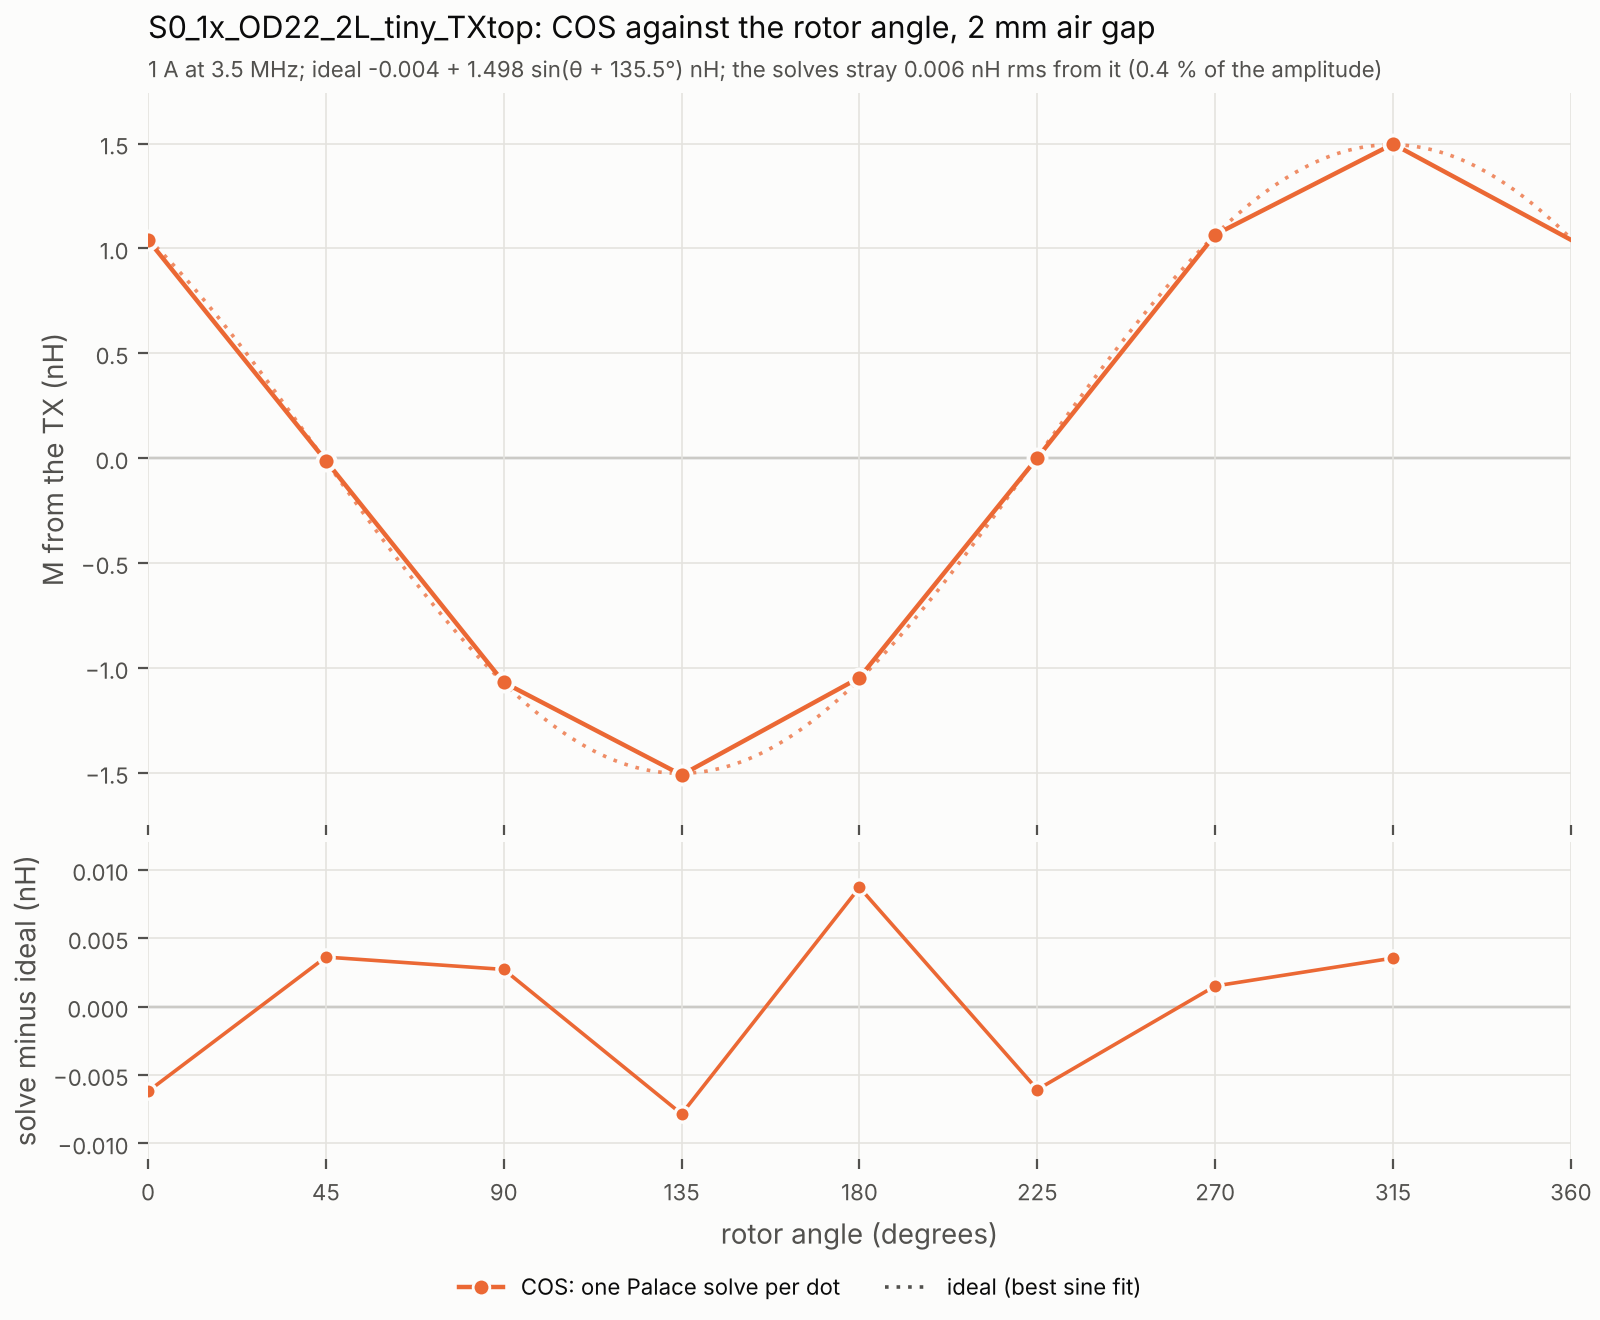 S0_1x_OD22_2L_tiny_TXtop: COS against the rotor angle, 2 mm air gap
1 A at 3.5 MHz; ideal -0.004 + 1.498 sin(θ + 135.5°) nH; the solves stray 0.006 nH rms from it (0.4 % of the amplitude)
M from the TX (nH)
1.5
1.0
0.5
0.0
−0.5
−1.0
−1.5
solve minus ideal (nH)
0.010
0.005
0.000
−0.005
−0.010
0 45 90 135 180 225 270 315 360
rotor angle (degrees)
COS: one Palace solve per dot
ideal (best sine fit)